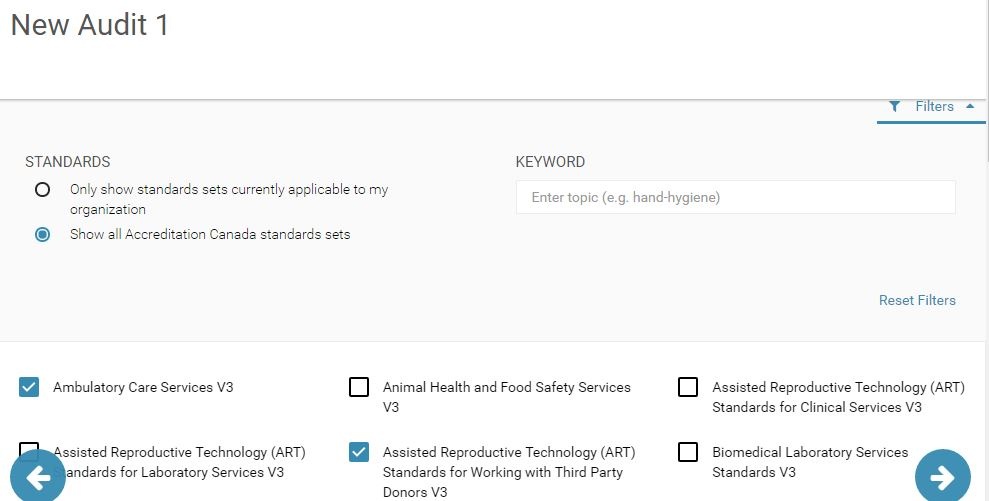 New Audit 1
Filters
STANDARDS
Only show standards sets currently applicable to my
organization
Show all Accreditation Canada standards sets
KEYWORD
Enter topic (e.g. hand-hygiene)
Reset Filters
Ambulatory Care Services V3
Animal Health and Food Safety Services
V3
Assisted Reproductive Technology (ART)
Standards for Clinical Services V3
Assisted Reproductive Technology (ART)
Standards for Laboratory Services V3
Assisted Reproductive Technology (ART)
Standards for Working with Third Party
Donors V3
Biomedical Laboratory Services
Standards V3